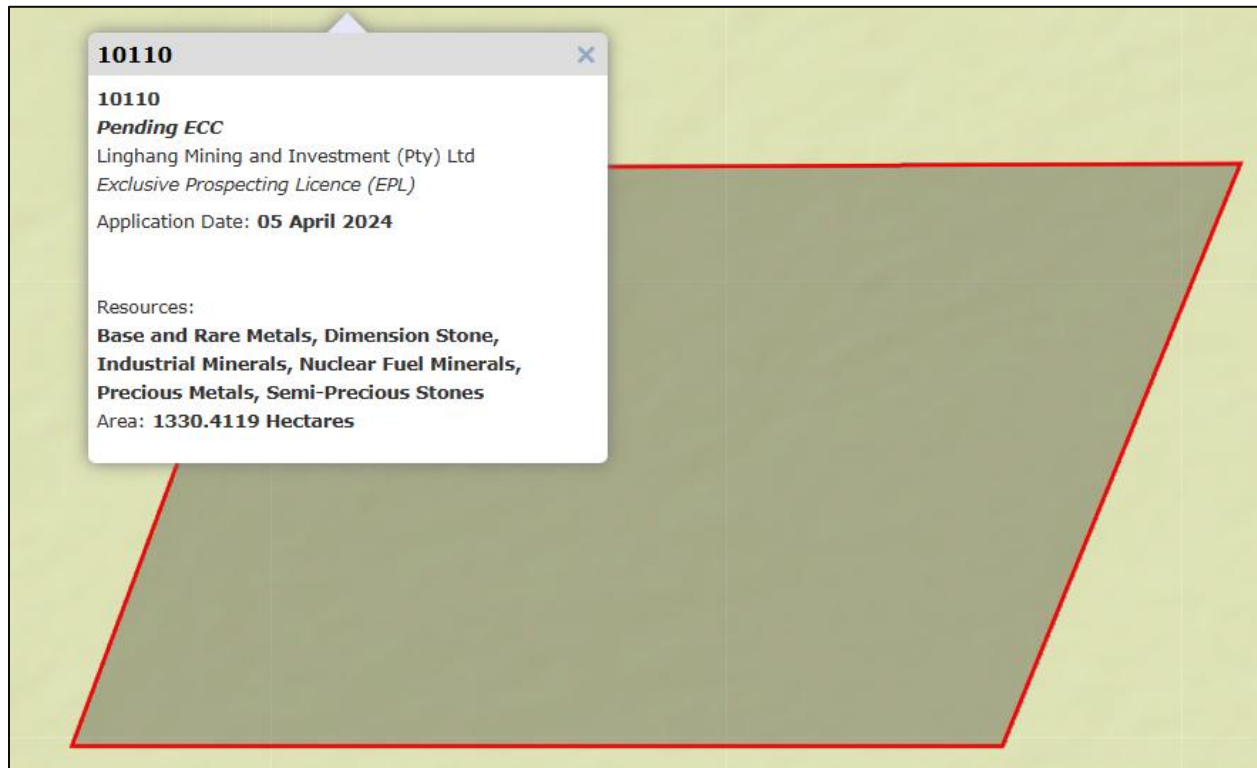 10110
10110
Pending ECC
Linghang Mining and Investment (Pty) Ltd
Exclusive Prospecting Licence (EPL)
Application Date: 05 April 2024
Resources:
Base and Rare Metals, Dimension Stone,
Industrial Minerals, Nuclear Fuel Minerals,
Precious Metals, Semi-Precious Stones
Area: 1330.4119 Hectares